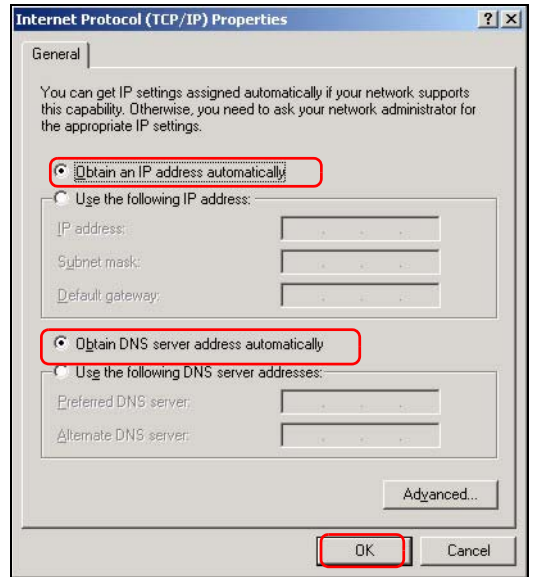 Internet Protocol (TCP/IP) Properties
General
You can get IP settings assigned automatically if your network supports
this capability. Otherwise, you need to ask your network administrator for
the appropriate IP settings.
Obtain an IP address automatically
Use the following IP address:
IP address:
Subnet mask:
Default gateway:
Obtain DNS server address automatically
Use the following DNS server addresses:
Preferred DNS server:
Alternate DNS server:
Advanced...
OK Cancel